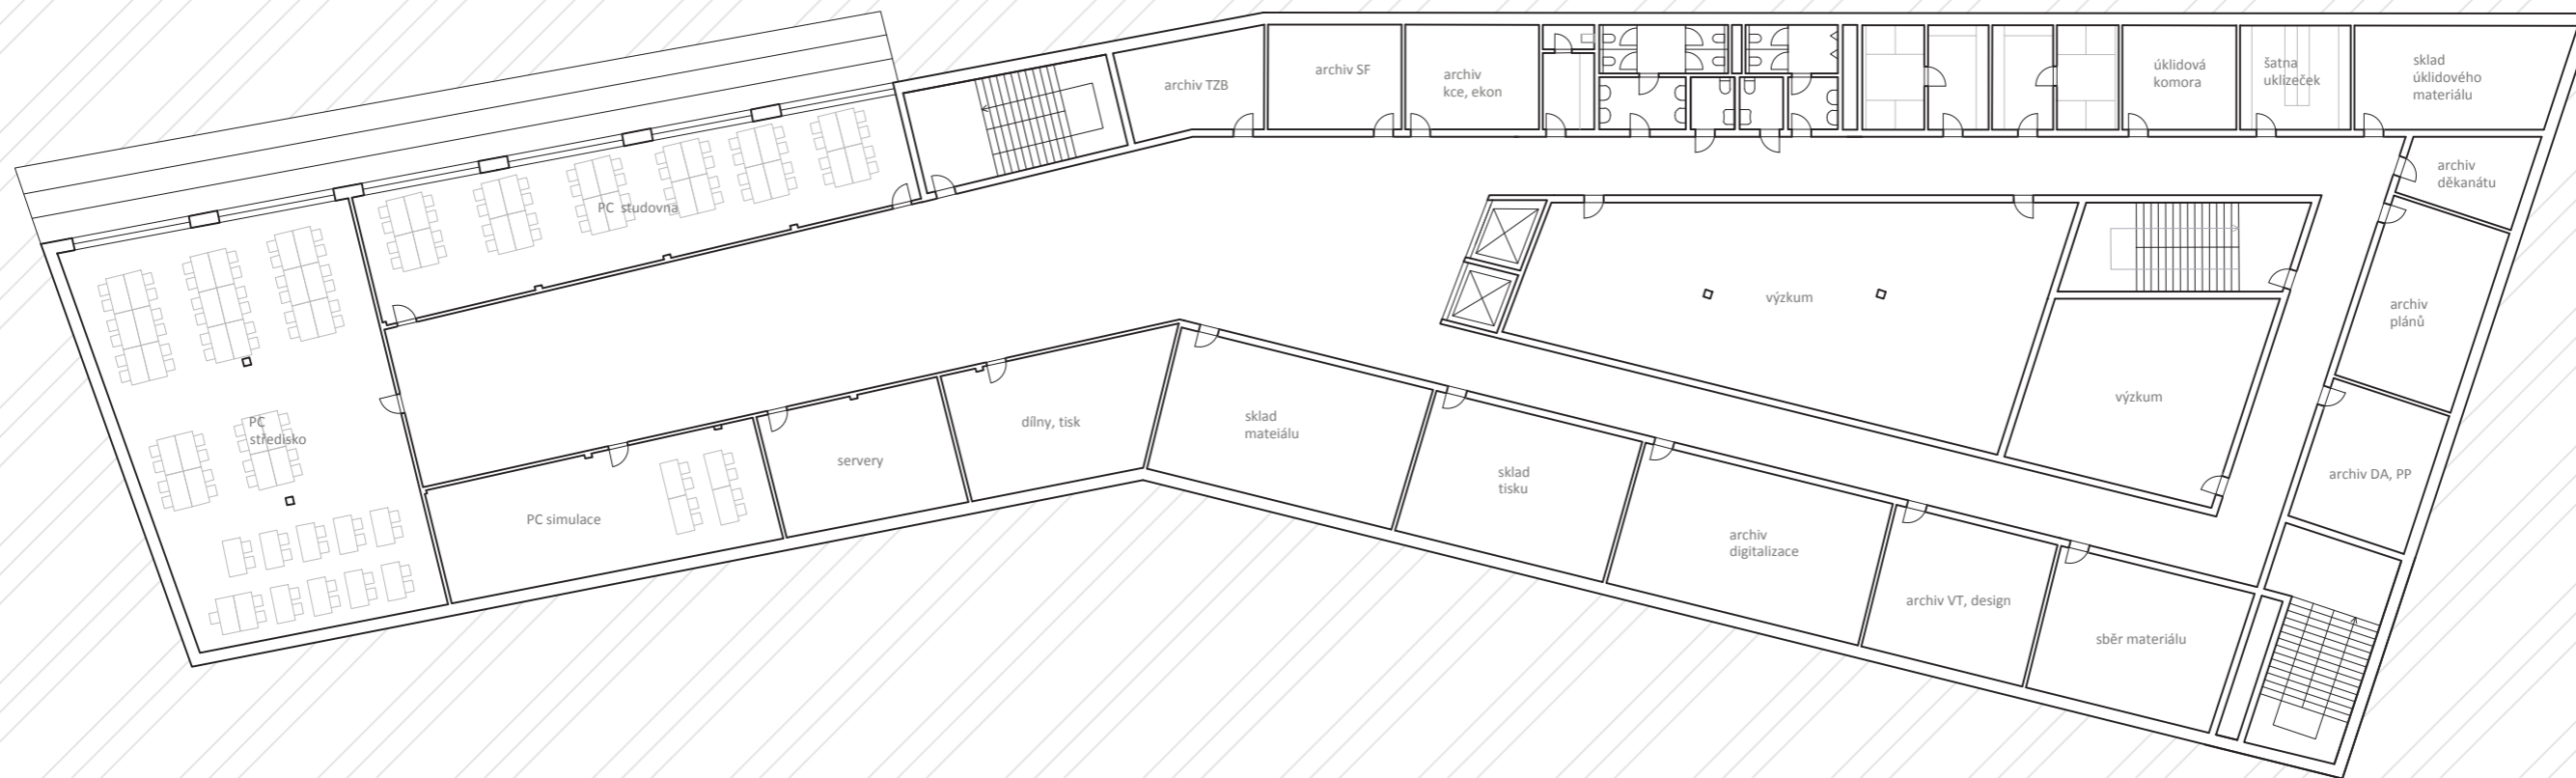 archiv TZB
archiv SF
archiv
kce, ekon
úklidová
komora
šatna
uklízeček
sklad
úklidového
materiálu
archiv
děkanátu
PC studovna
výzkum
archiv
plánů
výzkum
PC
středisko
PC simulace
servery
dílny, tisk
sklad
mateiálu
sklad
tisku
archiv
digitalizace
archiv VT, design
sběr materiálu
archiv DA, PP